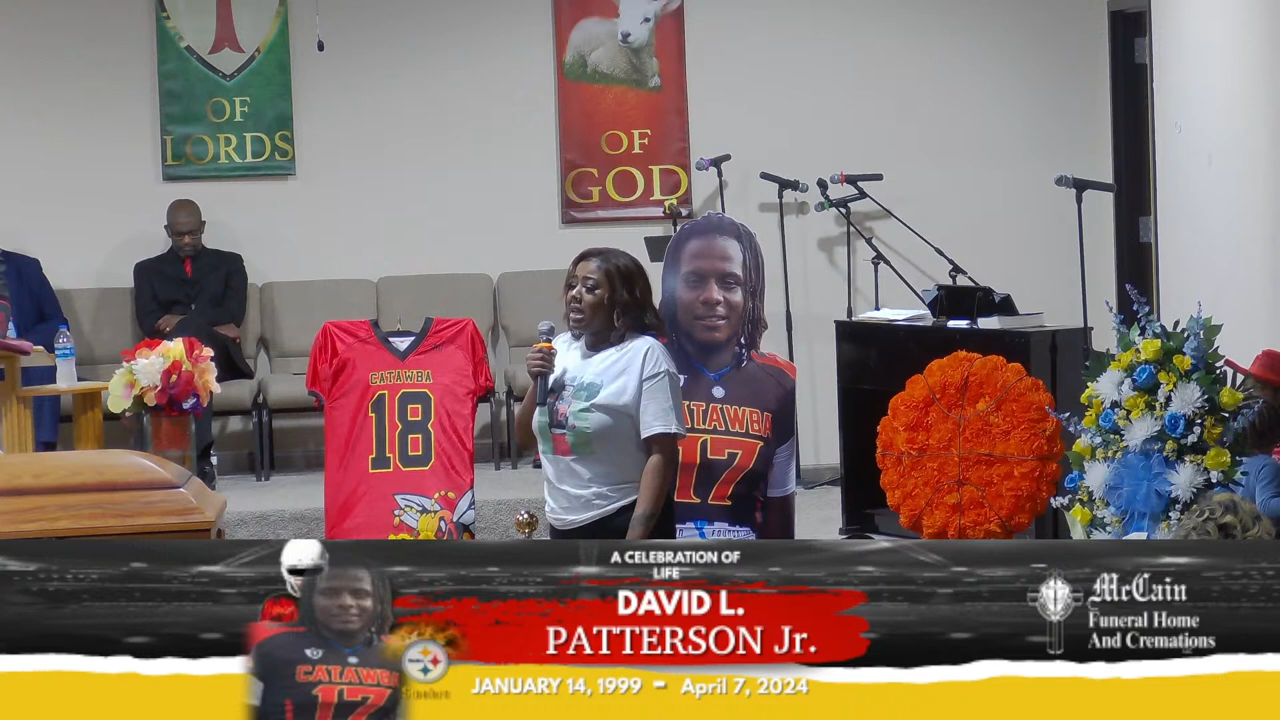 OF
LORDS
OF
GOD
CATAWBA
18
CATAWBA
17
A CELEBRATION OF
LIFE
DAVID L.
PATTERSON Jr.
JANUARY 14, 1999 - April 7, 2024
CATAWBA
17
Steelers
McCain
Funeral Home
And Cremations